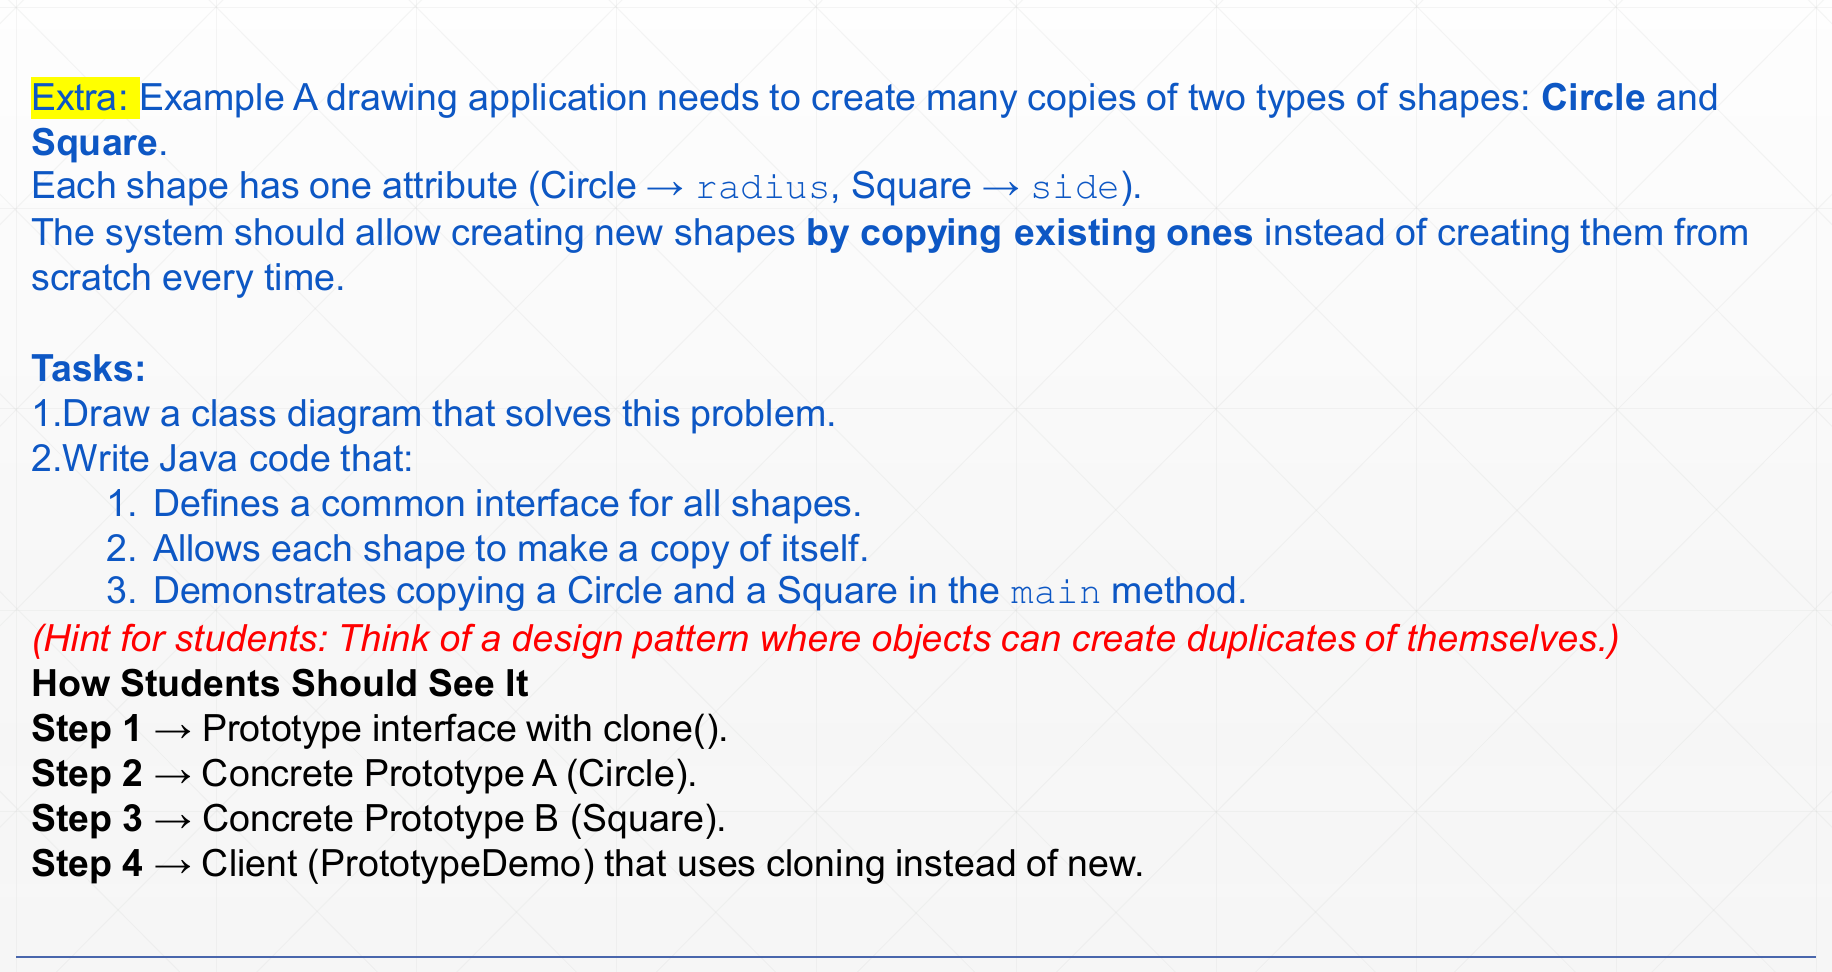 Extra: Example A drawing application needs to create many copies of two types of shapes: Circle and
Square.
Each shape has one attribute (Circle → radius, Square → side).
The system should allow creating new shapes by copying existing ones instead of creating them from
scratch every time.
Tasks:
1.Draw a class diagram that solves this problem.
2.Write Java code that:
1. Defines a common interface for all shapes.
2. Allows each shape to make a copy of itself.
3. Demonstrates copying a Circle and a Square in the main method.
(Hint for students: Think of a design pattern where objects can create duplicates of themselves.)
How Students Should See It
Step 1 → Prototype interface with clone().
Step 2 → Concrete Prototype A (Circle).
Step 3 → Concrete Prototype B (Square).
Step 4 → Client (PrototypeDemo) that uses cloning instead of new.